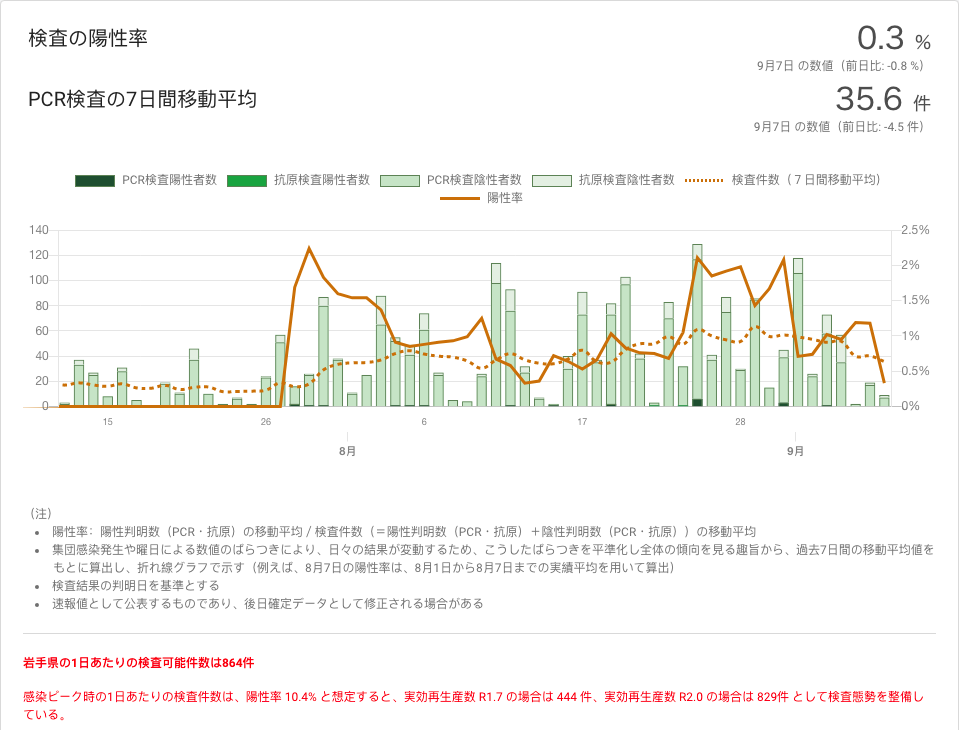 検査の陽性率
0.3 %
9月7日 の数値（前日比: -0.8 %）
PCR検査の7日間移動平均
35.6 件
9月7日 の数値（前日比: -4.5 件）
PCR検査陽性者数 抗原検査陽性者数 PCR検査陰性者数 抗原検査陰性者数 検査件数（７日間移動平均）
陽性率
140 2.5%
120 2%
100
80 1.5%
60 1%
40 0.5%
20
0 0%
15 26 6 17 28
8月 9月
（注）
• 陽性率：陽性判明数（PCR・抗原）の移動平均 / 検査件数（＝陽性判明数（PCR・抗原）＋陰性判明数（PCR・抗原））の移動平均
• 集団感染発生や曜日による数値のばらつきにより、日々の結果が変動するため、こうしたばらつきを平準化し全体の傾向を見る趣旨から、過去7日間の移動平均値を
もとに算出し、折れ線グラフで示す（例えば、8月7日の陽性率は、8月1日から8月7日までの実績平均を用いて算出）
• 検査結果の判明日を基準とする
• 速報値として公表するものであり、後日確定データとして修正される場合がある
岩手県の1日あたりの検査可能件数は864件
感染ピーク時の1日あたりの検査件数は、陽性率 10.4% と想定すると、実効再生産数 R1.7 の場合は 444 件、実効再生産数 R2.0 の場合は 829件 として検査態勢を整備し
ている。